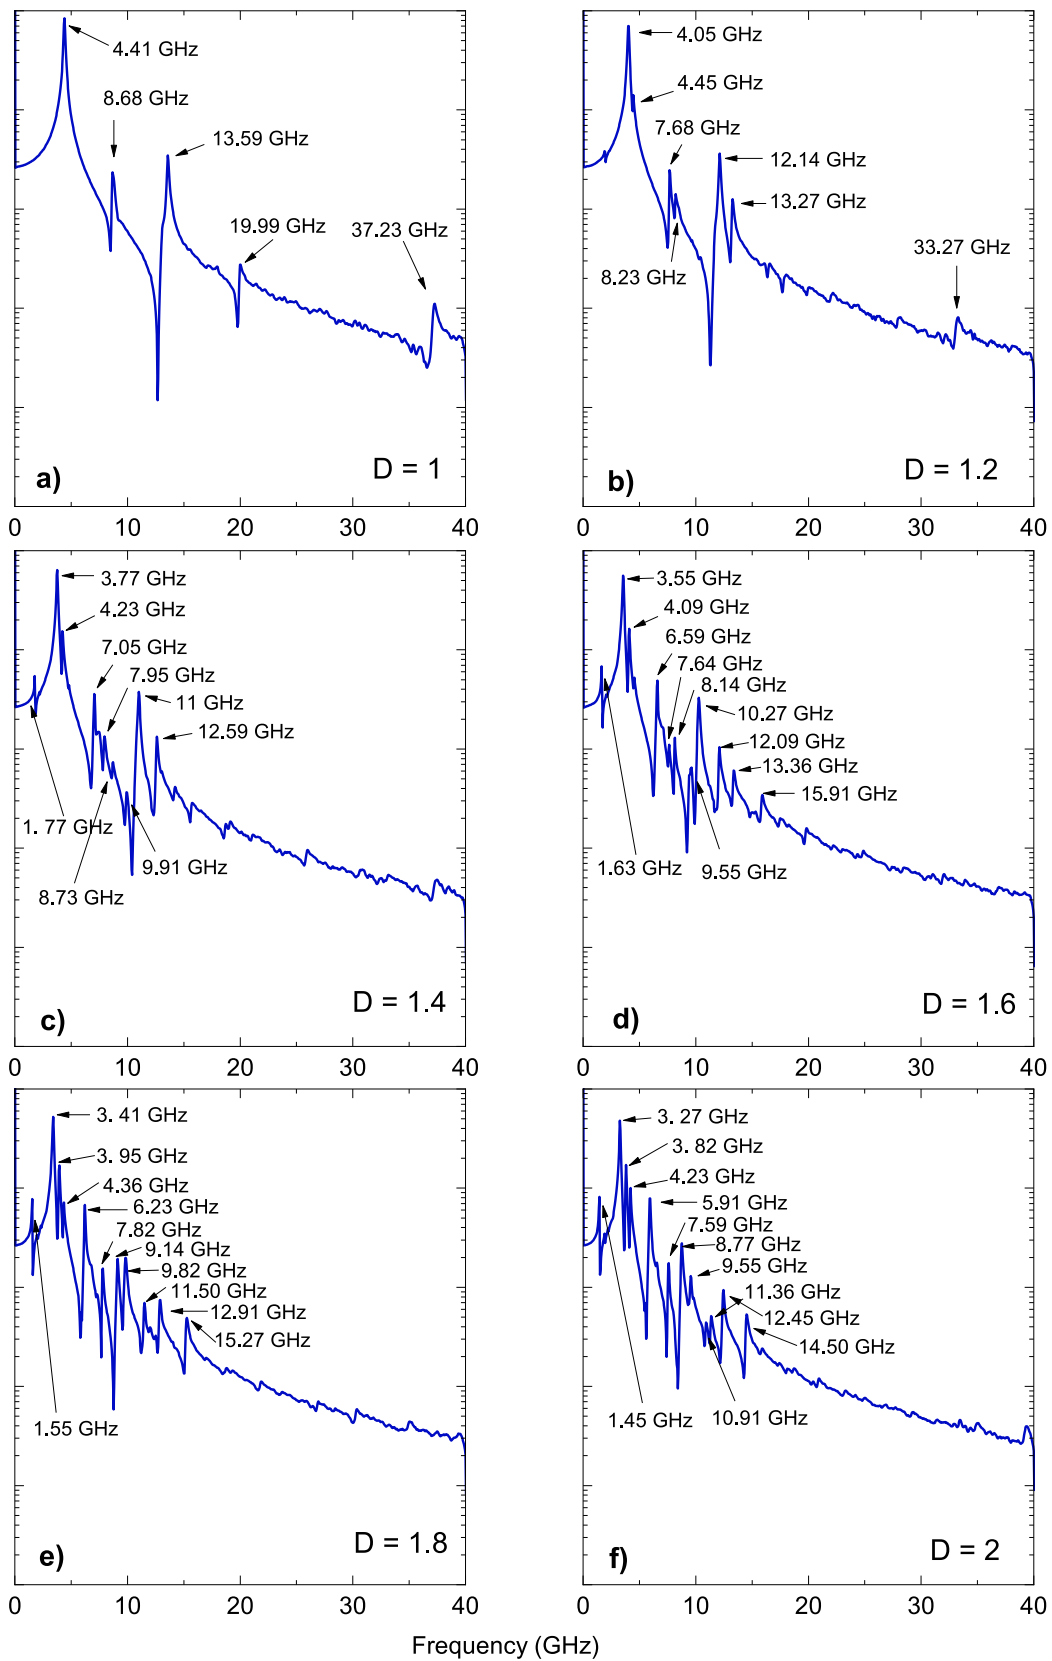 4.41 GHz
8.68 GHz
13.59 GHz
19.99 GHz
37.23 GHz
a)
D = 1
0 10 20 30 40
4.05 GHz
4.45 GHz
7.68 GHz
12.14 GHz
13.27 GHz
8.23 GHz
33.27 GHz
b)
D = 1.2
0 10 20 30 40
3.77 GHz
4.23 GHz
7.05 GHz
7.95 GHz
11 GHz
12.59 GHz
1.77 GHz
9.91 GHz
8.73 GHz
c)
D = 1.4
0 10 20 30 40
3.55 GHz
4.09 GHz
6.59 GHz
7.64 GHz
8.14 GHz
10.27 GHz
12.09 GHz
13.36 GHz
15.91 GHz
1.63 GHz
9.55 GHz
d)
D = 1.6
0 10 20 30 40
3. 41 GHz
3. 95 GHz
4.36 GHz
6.23 GHz
7.82 GHz
9.14 GHz
9.82 GHz
11.50 GHz
12.91 GHz
15.27 GHz
1.55 GHz
e)
D = 1.8
0 10 20 30 40
3. 27 GHz
3. 82 GHz
4.23 GHz
5.91 GHz
7.59 GHz
8.77 GHz
9.55 GHz
11.36 GHz
12.45 GHz
14.50 GHz
1.45 GHz
10.91 GHz
f)
D = 2
0 10 20 30 40
Frequency (GHz)